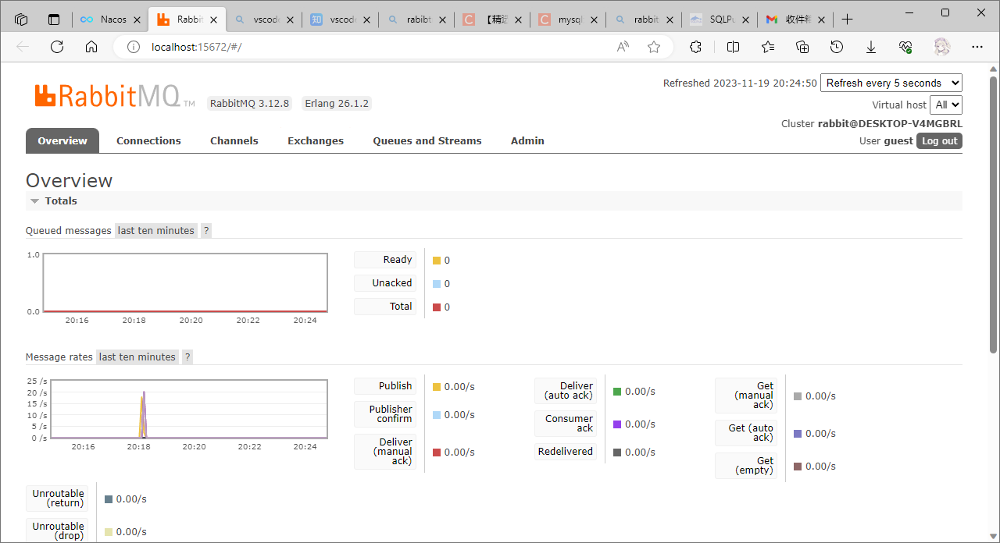 Nacos
Rabbit
vscode
vscode
rabibt
【精选
mysql
rabbit
SQLPu
收件箱
localhost:15672/#/
RabbitMQ TM
RabbitMQ 3.12.8
Erlang 26.1.2
Refreshed 2023-11-19 20:24:50
Refresh every 5 seconds
Virtual host
All
Cluster rabbit@DESKTOP-V4MGBRL
User guest
Log out
Overview
Connections
Channels
Exchanges
Queues and Streams
Admin
Overview
Totals
Queued messages last ten minutes ?
1.0
0.0
20:16
20:18
20:20
20:22
20:24
Ready
0
Unacked
0
Total
0
Message rates last ten minutes ?
25 /s
20 /s
15 /s
10 /s
5 /s
0 /s
20:16
20:18
20:20
20:22
20:24
Publish
0.00/s
Publisher
confirm
0.00/s
Deliver
(manual
ack)
0.00/s
Deliver
(auto ack)
0.00/s
Consumer
ack
0.00/s
Redelivered
0.00/s
Get
(manual
ack)
0.00/s
Get (auto
ack)
0.00/s
Get
(empty)
0.00/s
Unroutable
(return)
0.00/s
Unroutable
(drop)
0.00/s